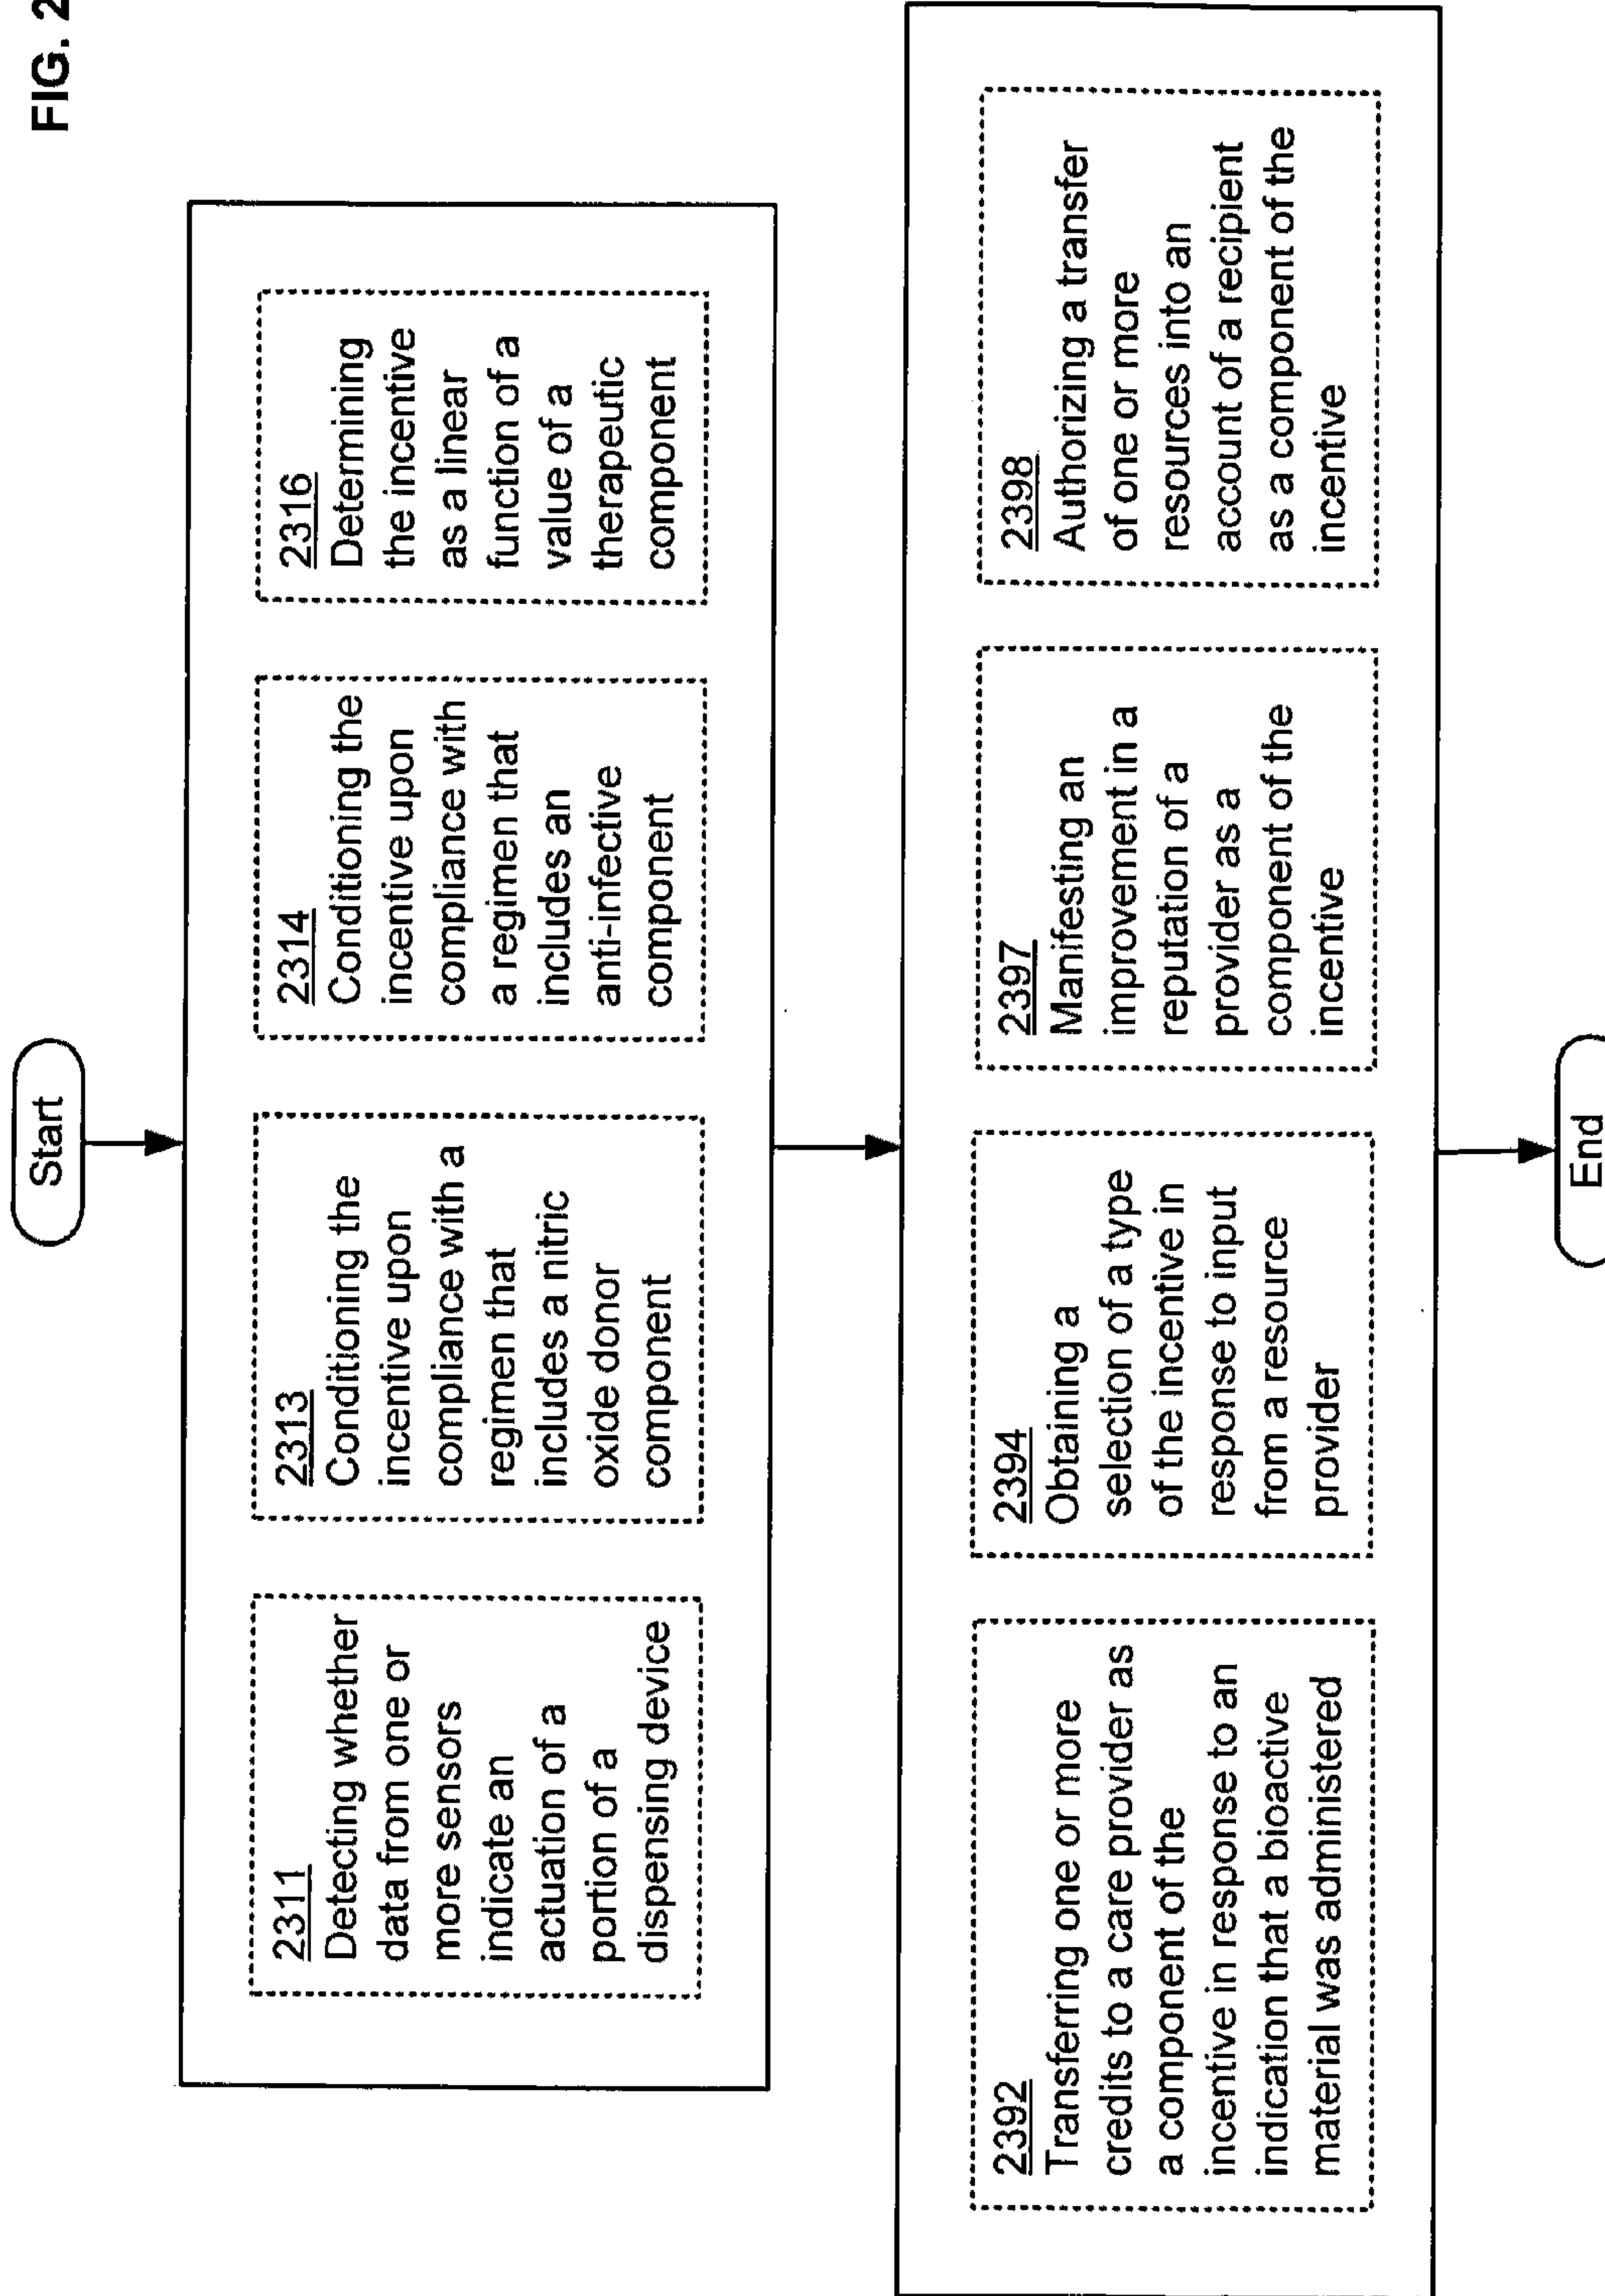 FIG. 2
Start
2311
Detecting whether
data from one or
more sensors
indicate an
actuation of a
portion of a
dispensing device
2313
Conditioning the
incentive upon
compliance with a
regimen that
includes a nitric
oxide donor
component
2314
Conditioning the
incentive upon
compliance with
a regimen that
includes an
anti-infective
component
2316
Determining
the incentive
as a linear
function of a
value of a
therapeutic
component
2392
Transferring one or more
credits to a care provider as
a component of the
incentive in response to an
indication that a bioactive
material was administered
2394
Obtaining a
selection of a type
of the incentive in
response to input
from a resource
provider
2397
Manifesting an
improvement in a
reputation of a
provider as a
component of the
incentive
2398
Authorizing a transfer
of one or more
resources into an
account of a recipient
as a component of the
incentive
End